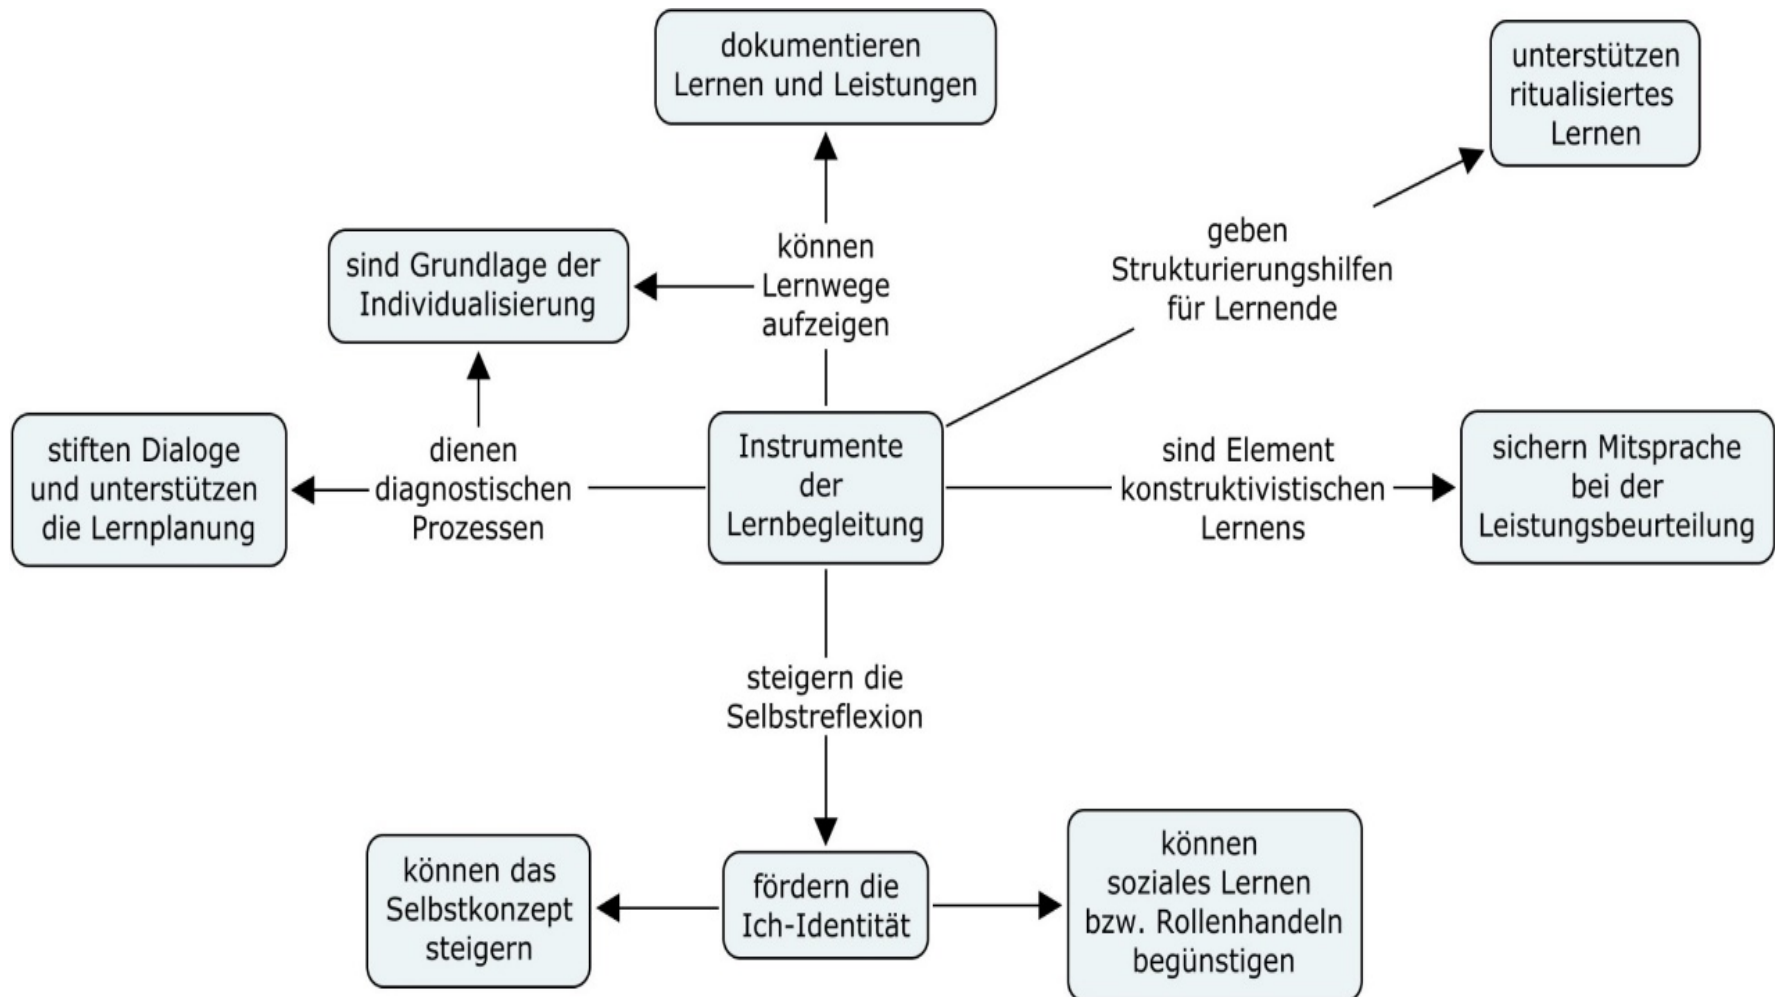 dokumentieren
Lernen und Leistungen
unterstützen
ritualisiertes
Lernen
sind Grundlage der
Individualisierung
können
Lernwege
aufzeigen
geben
Strukturierungshilfen
für Lernende
stiften Dialoge
und unterstützen
die Lernplanung
dienen
diagnostischen
Prozessen
Instrumente
der
Lernbegleitung
sind Element
konstruktivistischen
Lernens
sichern Mitsprache
bei der
Leistungsbeurteilung
steigern die
Selbstreflexion
können das
Selbstkonzept
steigern
fördern die
Ich-Identität
können
soziales Lernen
bzw. Rollenhandeln
begünstigen